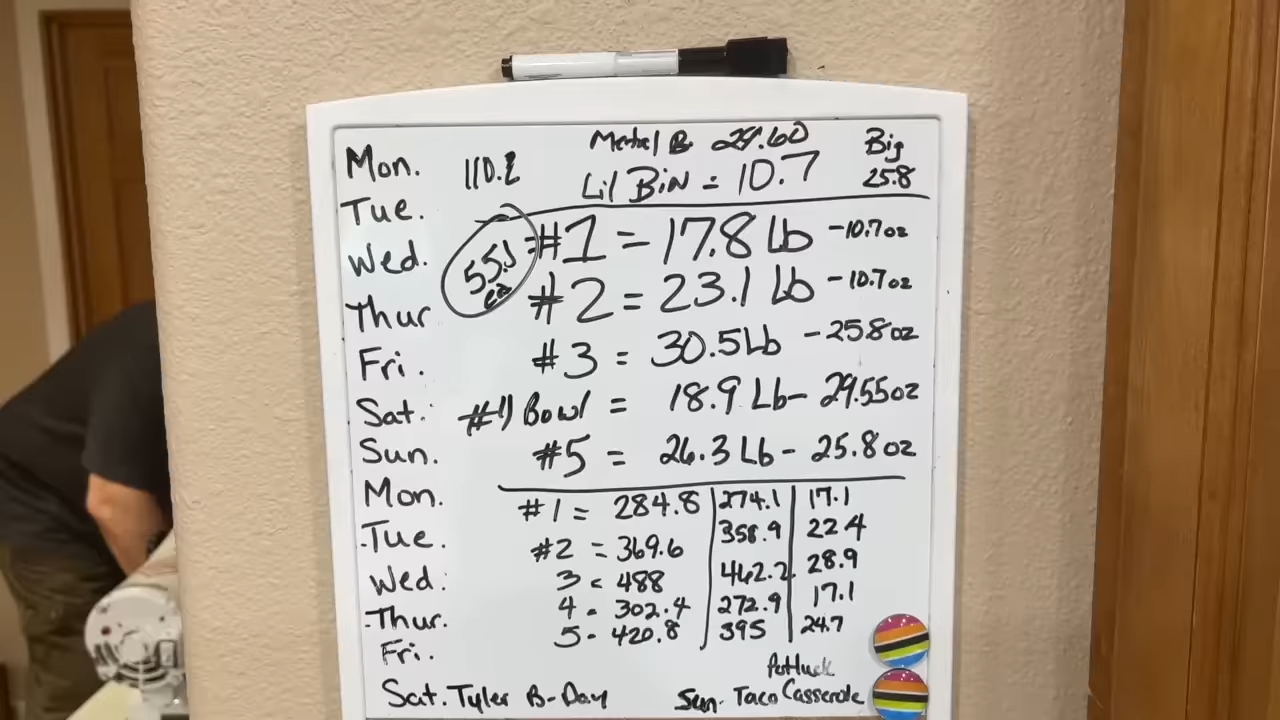 Metal B. 29.60
Big
Mon. 110.2 Lil BiN = 10.7 25.8
Tue.
Wed. 55.1 ea #1 = 17.8 Lb -10.7oz
#2 = 23.1 Lb -10.7oz
Thur
#3 = 30.5Lb -25.8oz
Fri.
Sat. Bowl = 18.9 Lb- 29.55oz
Sun. #5 = 26.3 Lb - 25.8oz
Mon. #1 = 284.8 274.1 17.1
Tue. #2 = 369.6 358.9 22.4
Wed. 3 = 488 462.2 28.9
Thur. 4 - 302.4 272.9 17.1
5 - 420.8 395 24.7
Fri.
Potluck
Sat. Tyler B-Day Sun. Taco Casserole